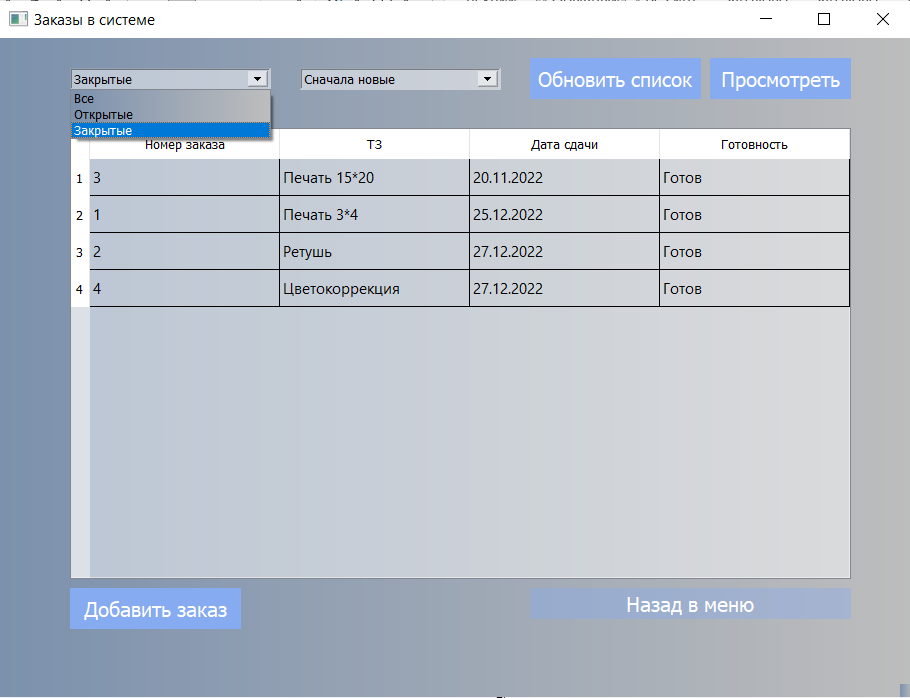 Заказы в системе
Закрытые Сначала новые Обновить список Просмотреть
Все
Открытые
Закрытые
Номер заказа ТЗ Дата сдачи Готовность
1 3 Печать 15*20 20.11.2022 Готов
2 1 Печать 3*4 25.12.2022 Готов
3 2 Ретушь 27.12.2022 Готов
4 4 Цветокоррекция 27.12.2022 Готов
Добавить заказ Назад в меню